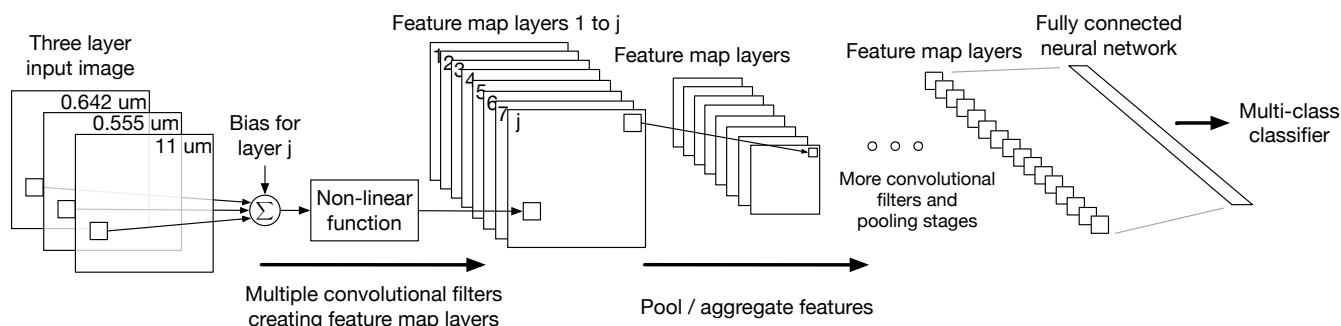 Three layer
input image
0.642 um
0.555 um
11 um
Bias for
layer j
Σ
Non-linear
function
Multiple convolutional filters
creating feature map layers
Feature map layers 1 to j
1
2
3
4
5
6
7
j
Feature map layers
Pool / aggregate features
More convolutional
filters and
pooling stages
Feature map layers
Fully connected
neural network
Multi-class
classifier